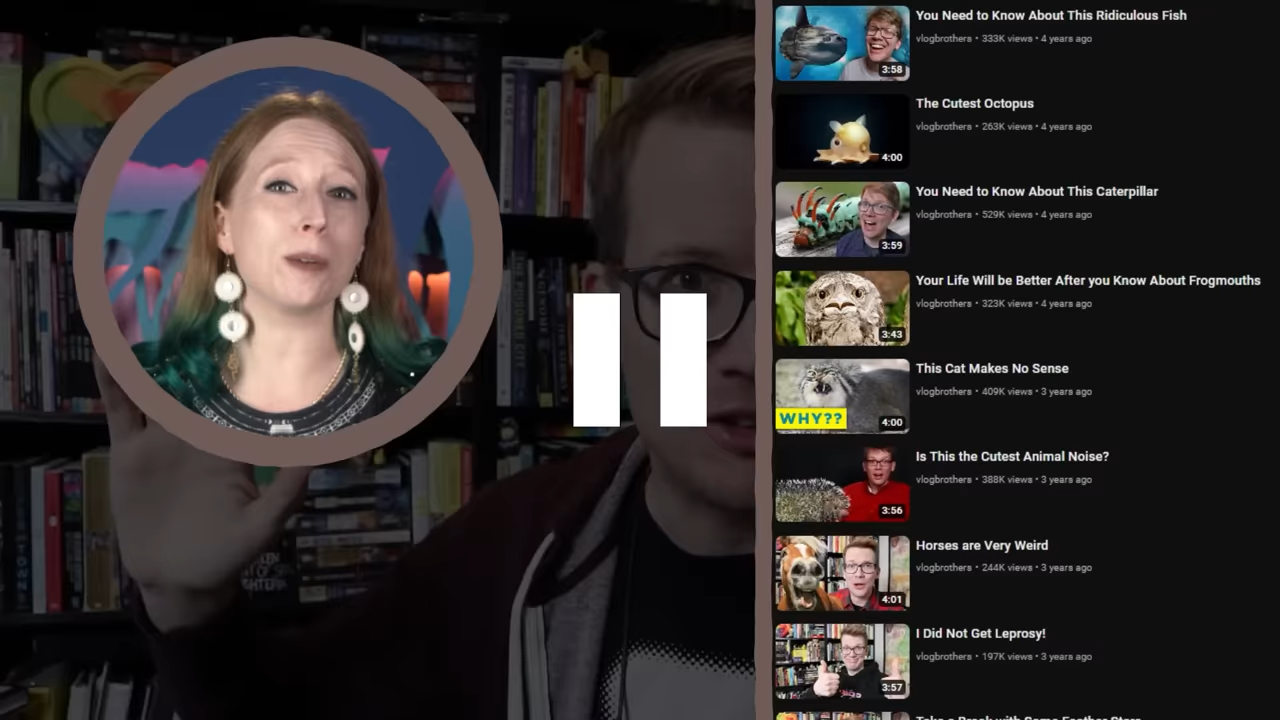 You Need to Know About This Ridiculous Fish
vlogbrothers • 333K views • 4 years ago
3:58
The Cutest Octopus
vlogbrothers • 263K views • 4 years ago
4:00
You Need to Know About This Caterpillar
vlogbrothers • 529K views • 4 years ago
3:59
Your Life Will be Better After you Know About Frogmouths
vlogbrothers • 323K views • 4 years ago
3:43
This Cat Makes No Sense
vlogbrothers • 409K views • 3 years ago
WHY??
4:00
Is This the Cutest Animal Noise?
vlogbrothers • 388K views • 3 years ago
3:56
Horses are Very Weird
vlogbrothers • 244K views • 3 years ago
4:01
I Did Not Get Leprosy!
vlogbrothers • 197K views • 3 years ago
3:57